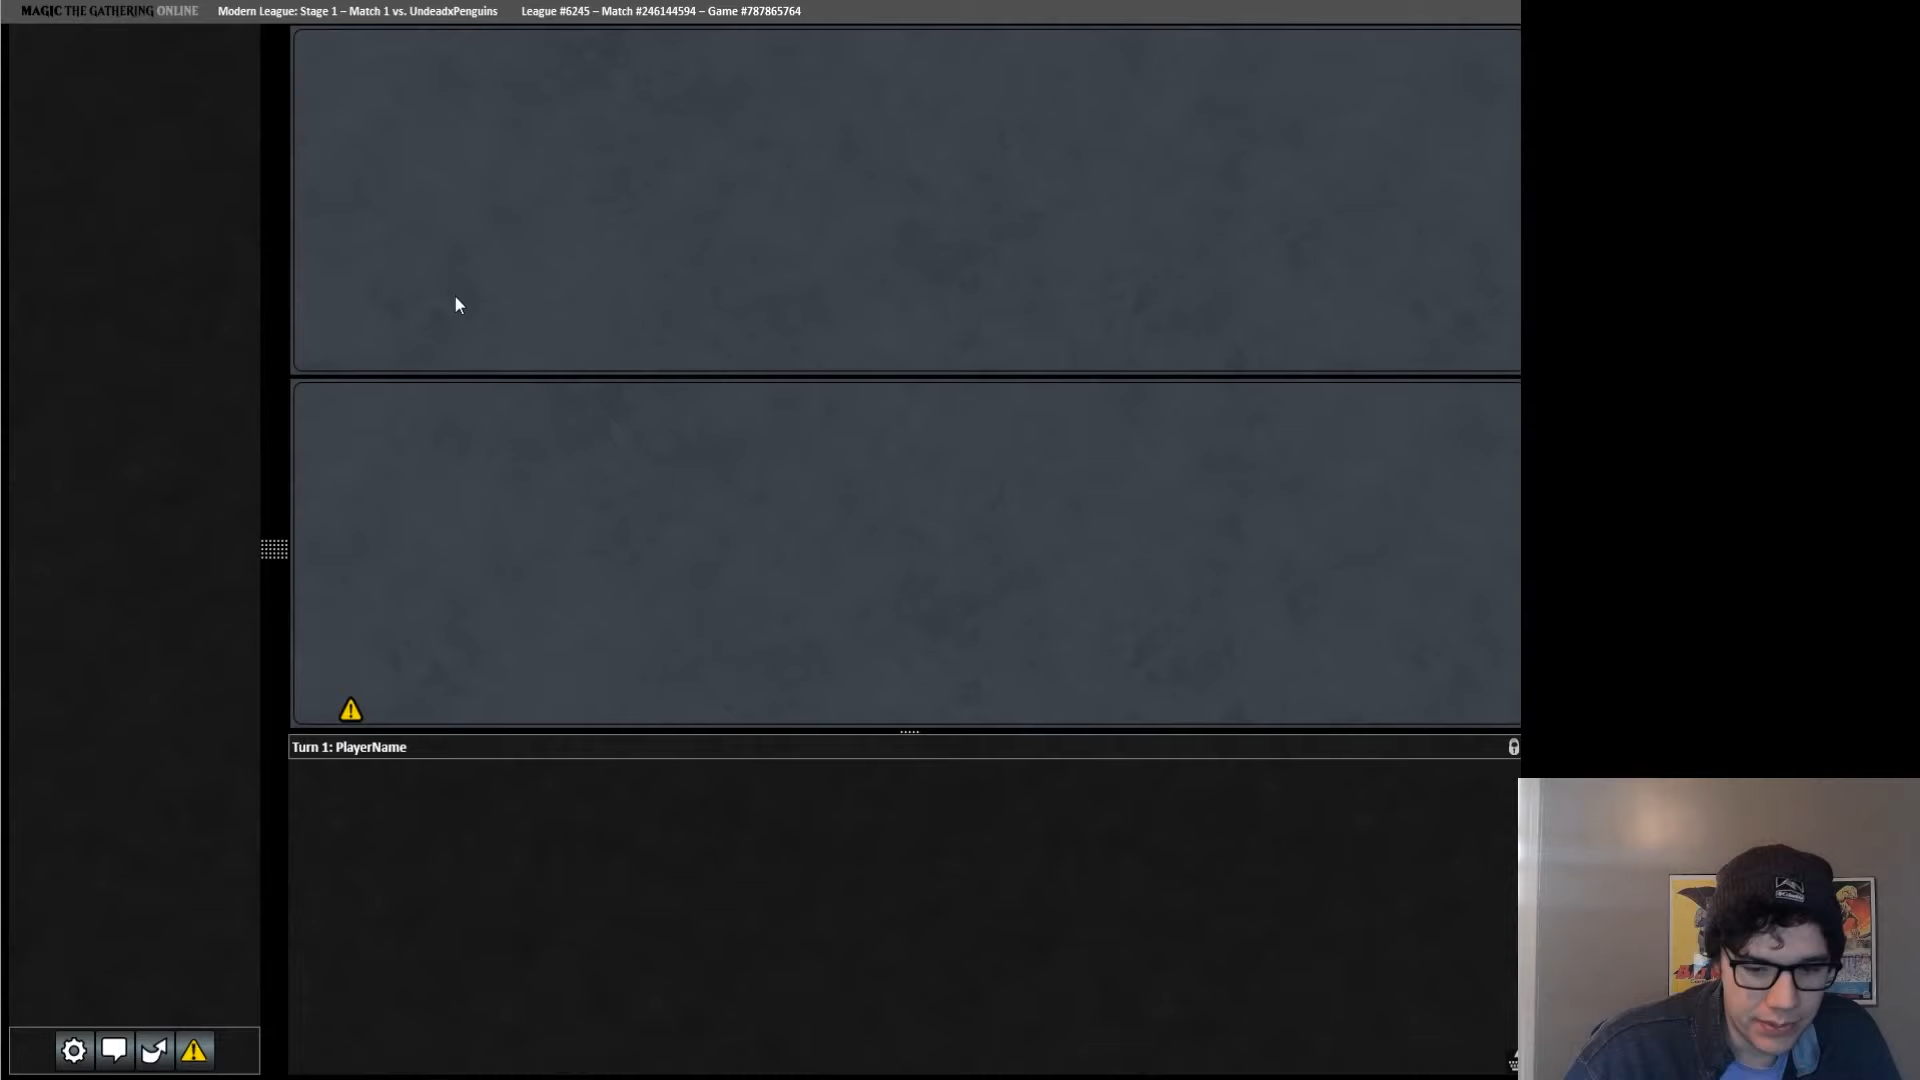 MAGIC THE GATHERING ONLINE Modern League: Stage 1 – Match 1 vs. UndeadxPenguins League #6245 – Match #246144594 – Game #787865764
Turn 1: PlayerName